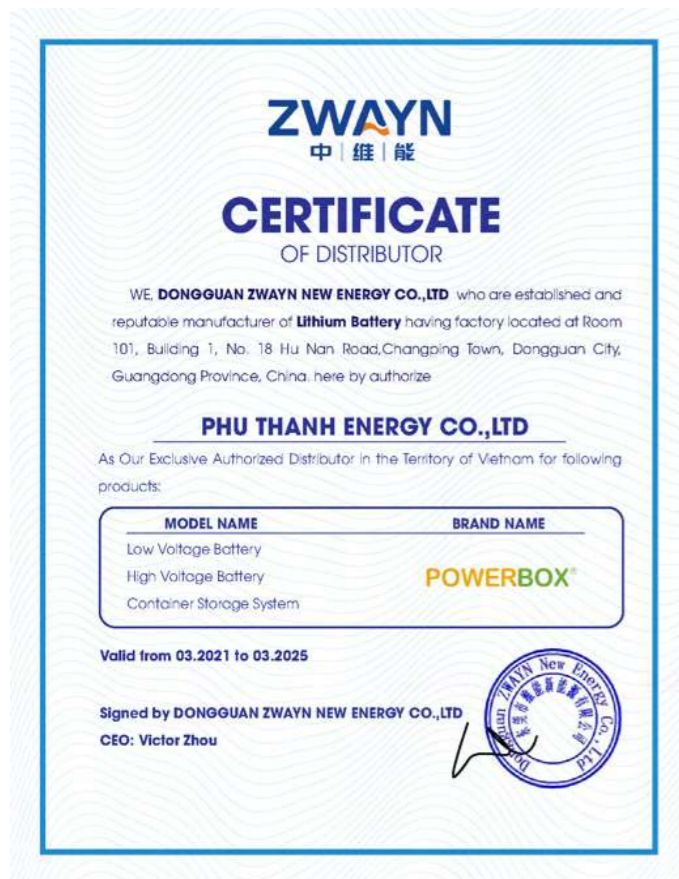 ZWAYN
中|维|能
CERTIFICATE
OF DISTRIBUTOR
WE, DONGGUAN ZWAYN NEW ENERGY CO.,LTD who are established and
reputable manufacturer of Lithium Battery having factory located at Room
101, Building 1, No. 18 Hu Nan Road,Changping Town, Dongguan City,
Guangdong Province, China. here by authorize
PHU THANH ENERGY CO.,LTD
As Our Exclusive Authorized Distributor in the Territory of Vietnam for following
products:
MODEL NAME BRAND NAME
Low Voltage Battery
High Voltage Battery
Container Storage System
POWERBOX®
Valid from 03.2021 to 03.2025
Signed by DONGGUAN ZWAYN NEW ENERGY CO.,LTD
CEO: Victor Zhou
Dongguan ZWAYN New Energy Co., Ltd